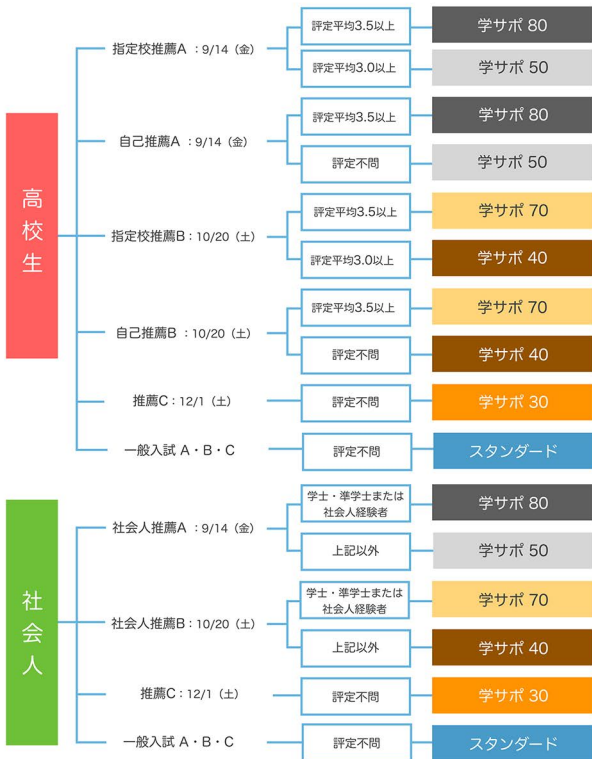 高校生
指定校推薦A：9/14（金）
評定平均3.5以上
学サポ 80
評定平均3.0以上
学サポ 50
自己推薦A：9/14（金）
評定平均3.5以上
学サポ 80
評定不問
学サポ 50
指定校推薦B：10/20（土）
評定平均3.5以上
学サポ 70
評定平均3.0以上
学サポ 40
自己推薦B：10/20（土）
評定平均3.5以上
学サポ 70
評定不問
学サポ 40
推薦C：12/1（土）
評定不問
学サポ 30
一般入試 A・B・C
評定不問
スタンダード
社会人
社会人推薦A：9/14（金）
学士・準学士または
社会人経験者
学サポ 80
上記以外
学サポ 50
社会人推薦B：10/20（土）
学士・準学士または
社会人経験者
学サポ 70
上記以外
学サポ 40
推薦C：12/1（土）
評定不問
学サポ 30
一般入試 A・B・C
評定不問
スタンダード